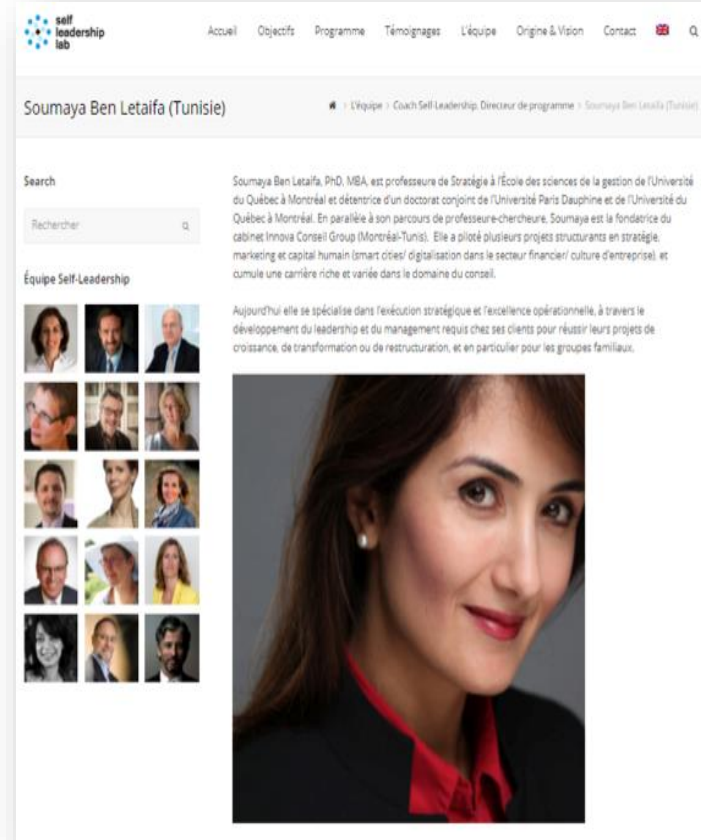 self
leadership
lab
Accueil Objectifs Programme Témoignages L'équipe Origine & Vision Contact
Soumaya Ben Letaifa (Tunisie)
L'équipe Coach Self-Leadership, Directeur de programme Soumaya Ben Letaifa (Tunisie)
Search
Rechercher
Équipe Self-Leadership
Soumaya Ben Letaifa, PhD, MBA, est professeure de Stratégie à l'École des sciences de la gestion de l'Université
du Québec à Montréal et détentrice d'un doctorat conjoint de l'Université Paris Dauphine et de l'Université du
Québec à Montréal. En parallèle à son parcours de professeure-chercheure, Soumaya est la fondatrice du
cabinet Innova Conseil Group (Montréal-Tunis). Elle a piloté plusieurs projets structurants en stratégie,
marketing et capital humain (smart cities/ digitalisation dans le secteur financier/ culture d'entreprise), et
cumule une carrière riche et variée dans le domaine du conseil.
Aujourd'hui elle se spécialise dans l'exécution stratégique et l'excellence opérationnelle, à travers le
développement du leadership et du management requis chez ses clients pour réussir leurs projets de
croissance, de transformation ou de restructuration, et en particulier pour les groupes familiaux.